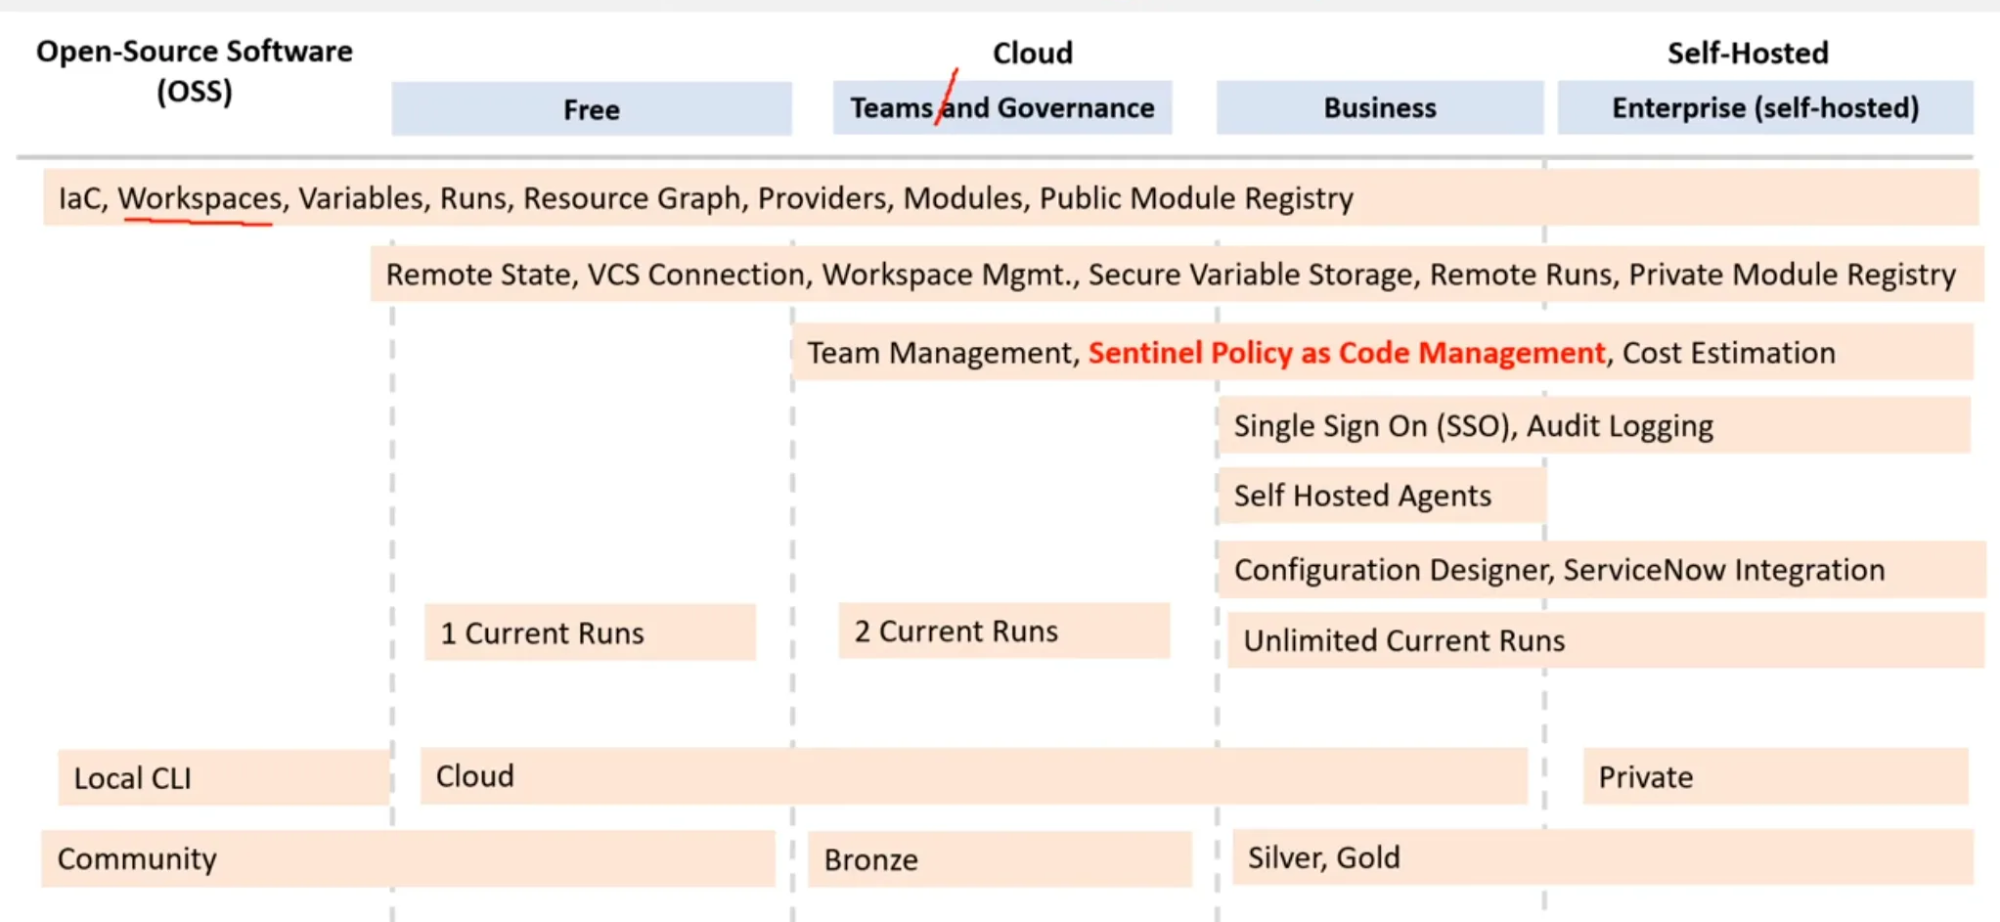 Open-Source Software
(OSS)
Cloud
Self-Hosted
Free
Teams and Governance
Business
Enterprise (self-hosted)
IaC, Workspaces, Variables, Runs, Resource Graph, Providers, Modules, Public Module Registry
Remote State, VCS Connection, Workspace Mgmt., Secure Variable Storage, Remote Runs, Private Module Registry
Team Management, Sentinel Policy as Code Management, Cost Estimation
Single Sign On (SSO), Audit Logging
Self Hosted Agents
Configuration Designer, ServiceNow Integration
1 Current Runs
2 Current Runs
Unlimited Current Runs
Local CLI
Cloud
Private
Community
Bronze
Silver, Gold